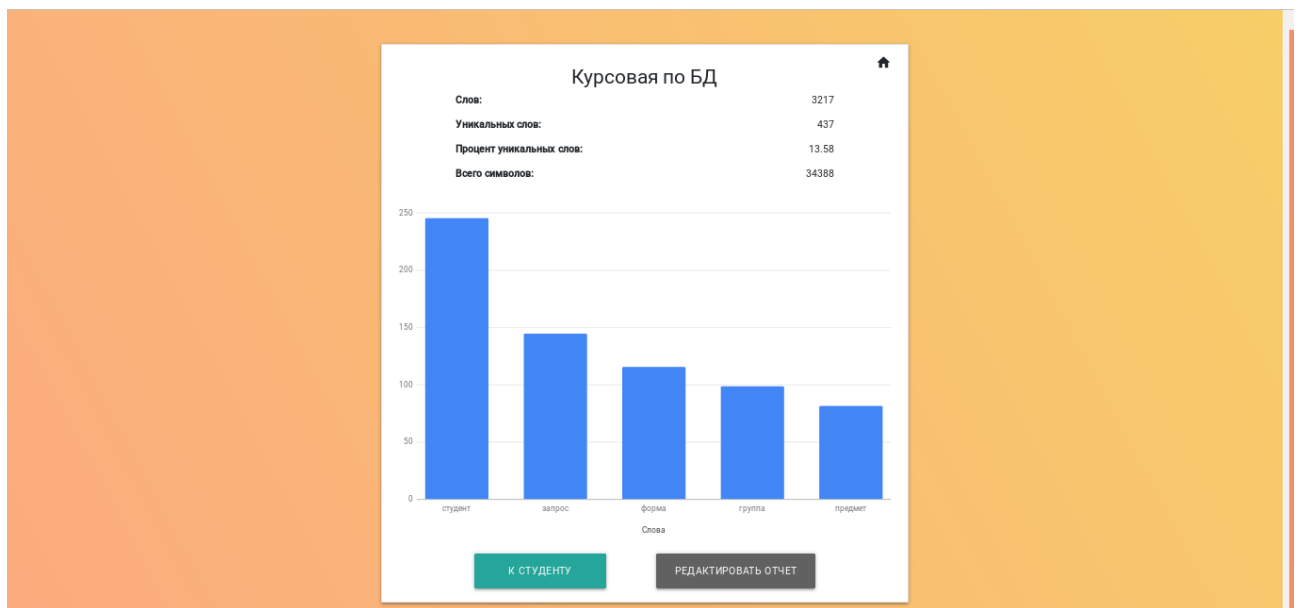 Курсовая по БД
Слов: 3217
Уникальных слов: 437
Процент уникальных слов: 13.58
Всего символов: 34388
250
200
150
100
50
0
студент запрос форма группа предмет
Слова
К СТУДЕНТУ РЕДАКТИРОВАТЬ ОТЧЕТ